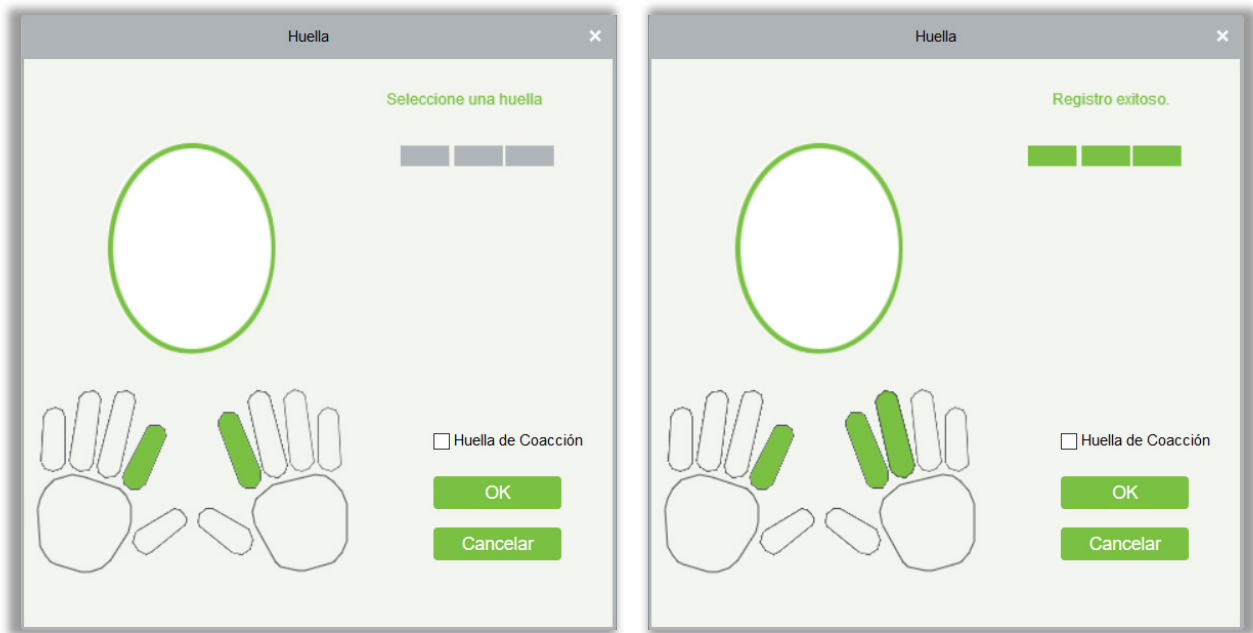 Huella
Seleccione una huella
Huella de Coacción
OK
Cancelar
Huella
Registro exitoso.
Huella de Coacción
OK
Cancelar